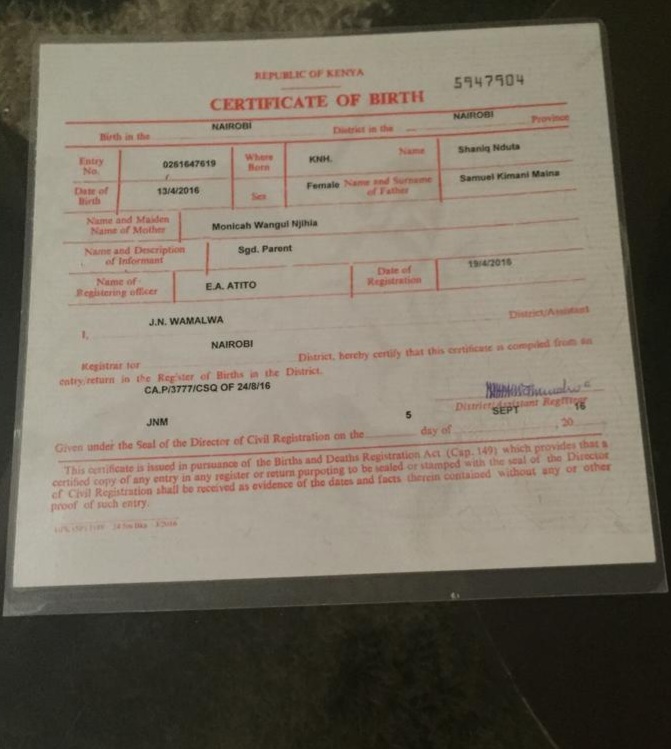 REPUBLIC OF KENYA
5947904
CERTIFICATE OF BIRTH
Birth in the NAIROBI District in the NAIROBI Province
Entry No. 0261647619 Where Born KNH. Name Shaniq Nduta
Date of Birth 13/4/2016 Sex Female Name and Surname of Father Samuel Kimani Maina
Name and Maiden Name of Mother Monicah Wangui Njihia
Name and Description of Informant Sgd. Parent
Name of Registering officer E.A. ATITO Date of Registration 19/4/2016
I, J.N. WAMALWA District/Assistant
Registrar for NAIROBI District, hereby certify that this certificate is compiled from an
entry/return in the Register of Births in the District.
CA.P/3777/CSQ OF 24/8/16
District/Assistant Registrar
JNM
Given under the Seal of the Director of Civil Registration on the 5 day of SEPT , 20 16
This certificate is issued in pursuance of the Births and Deaths Registration Act (Cap. 149) which provides that a
certified copy of any entry in any register or return purpoting to be sealed or stamped with the seal of the Director
of Civil Registration shall be received as evidence of the dates and facts therein contained without any or other
proof of such entry.